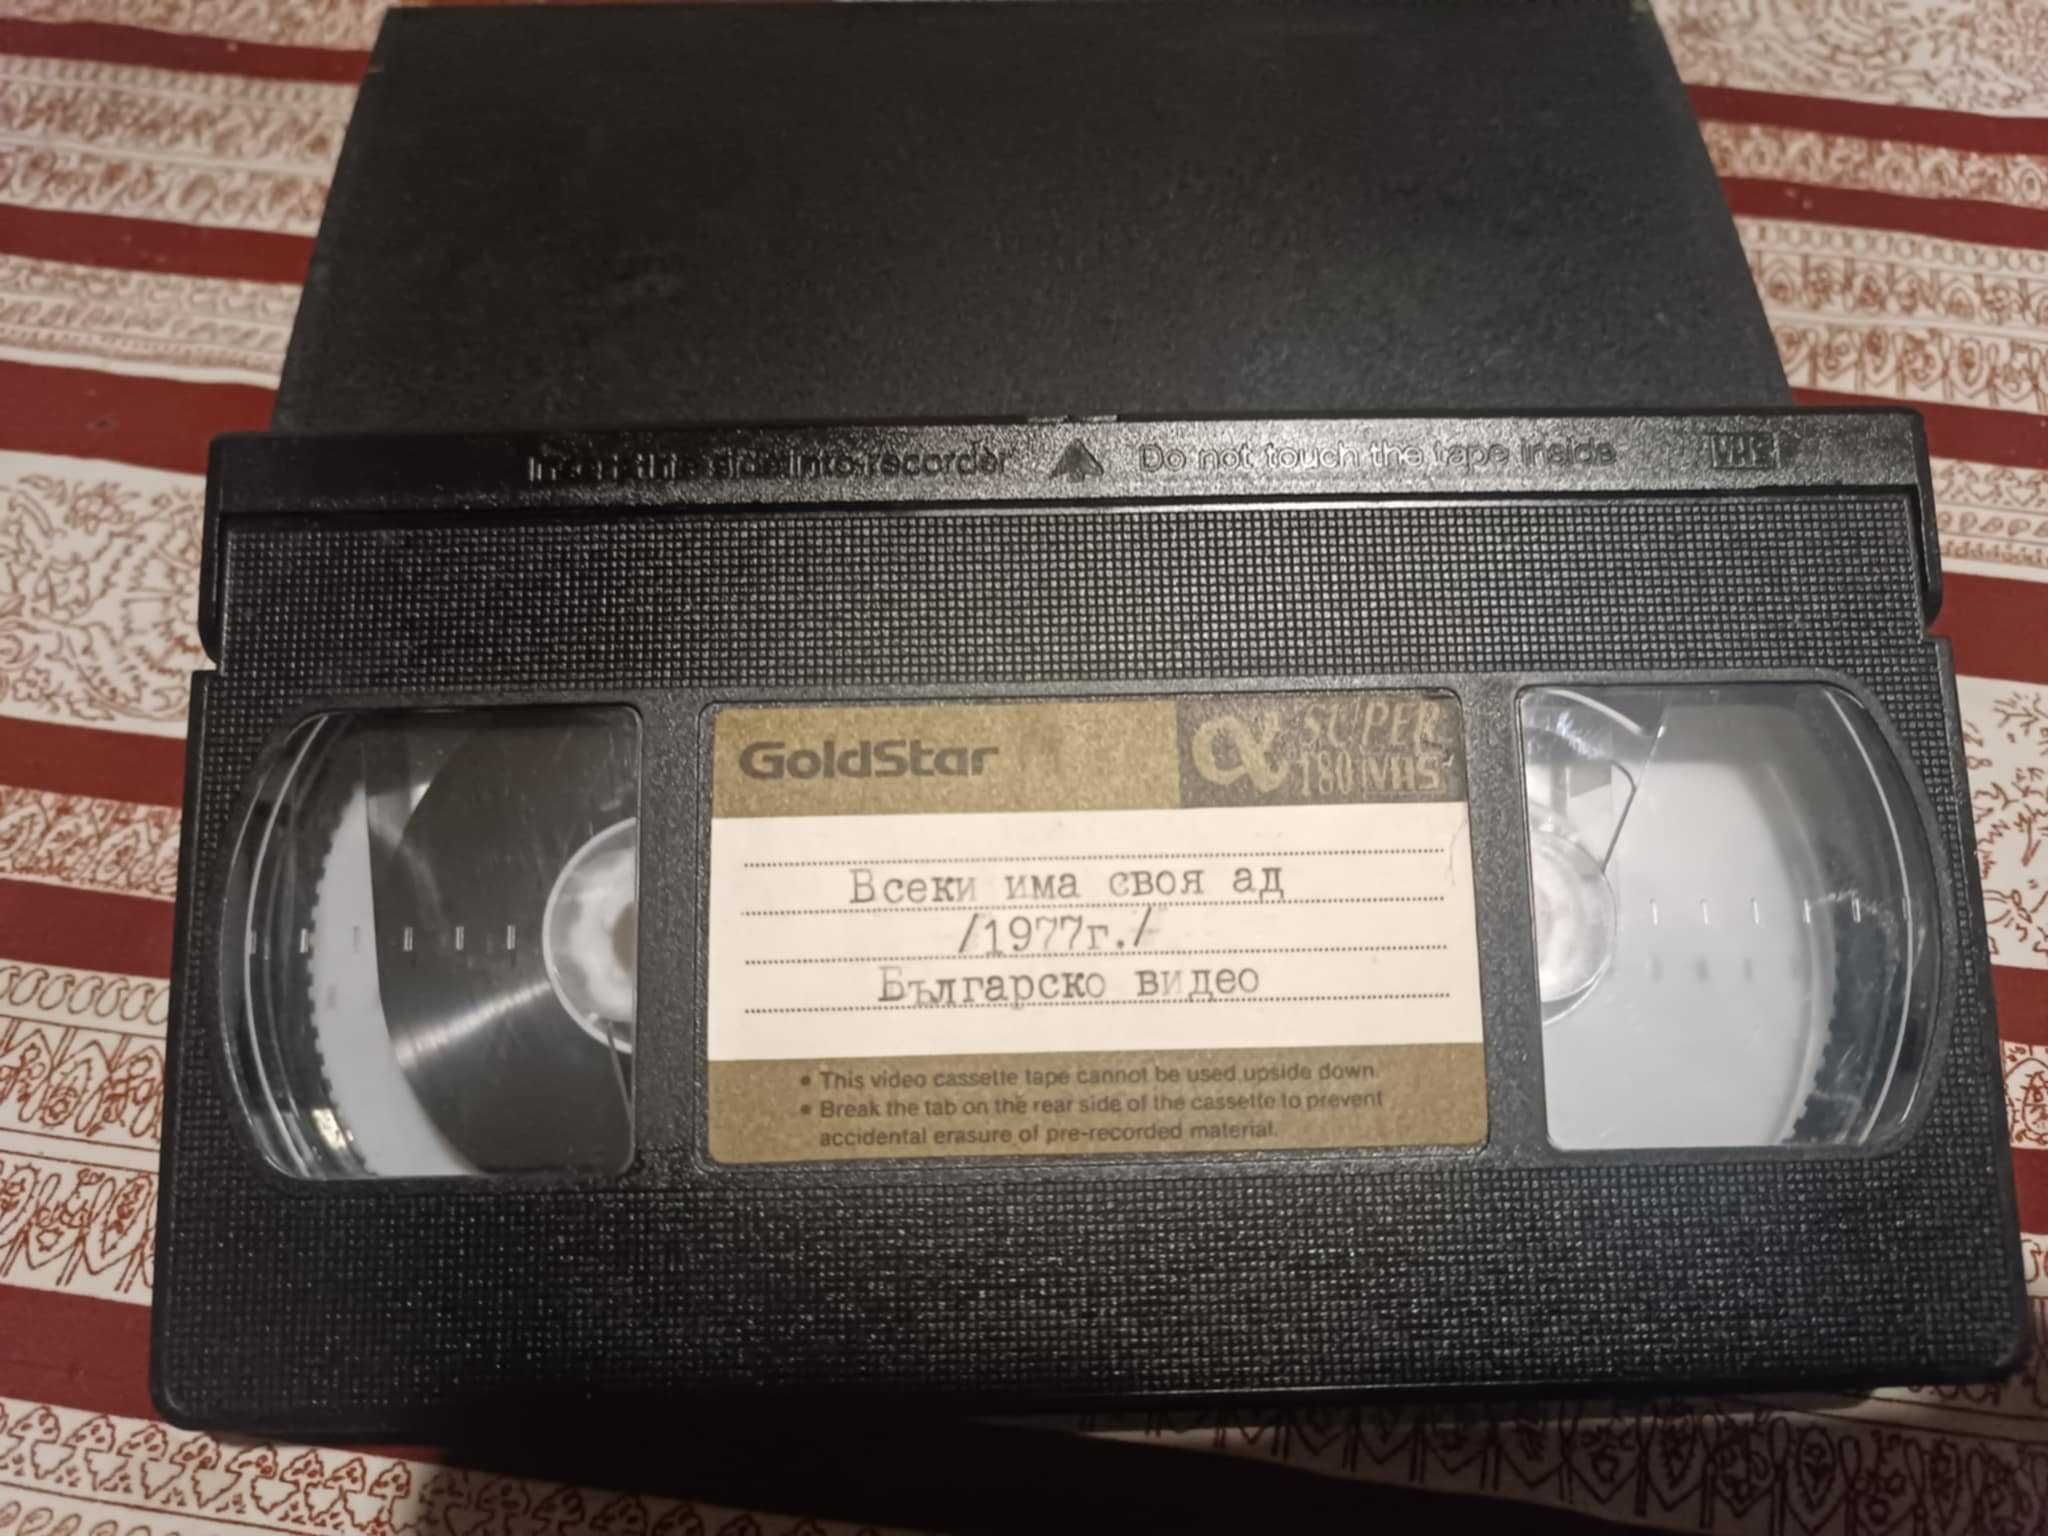 Insert this side into recorder ▲ Do not touch the tape inside VHS
GoldStar α SUPER 180 VHS
Всеки има своя ад
/1977г./
Българско видео
• This video cassette tape cannot be used upside down.
• Break the tab on the rear side of the cassette to prevent
accidental erasure of pre-recorded material.